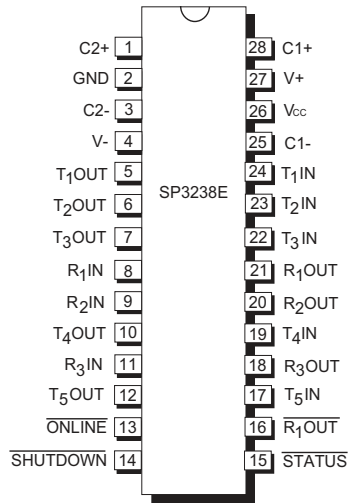 C2+ 1 28 C1+
GND 2 27 V+
C2- 3 26 Vcc
V- 4 25 C1-
T1OUT 5 24 T1IN
SP3238E
T2OUT 6 23 T2IN
T3OUT 7 22 T3IN
R1IN 8 21 R1OUT
R2IN 9 20 R2OUT
T4OUT 10 19 T4IN
R3IN 11 18 R3OUT
T5OUT 12 17 T5IN
ONLINE 13 16 R1OUT
SHUTDOWN 14 15 STATUS